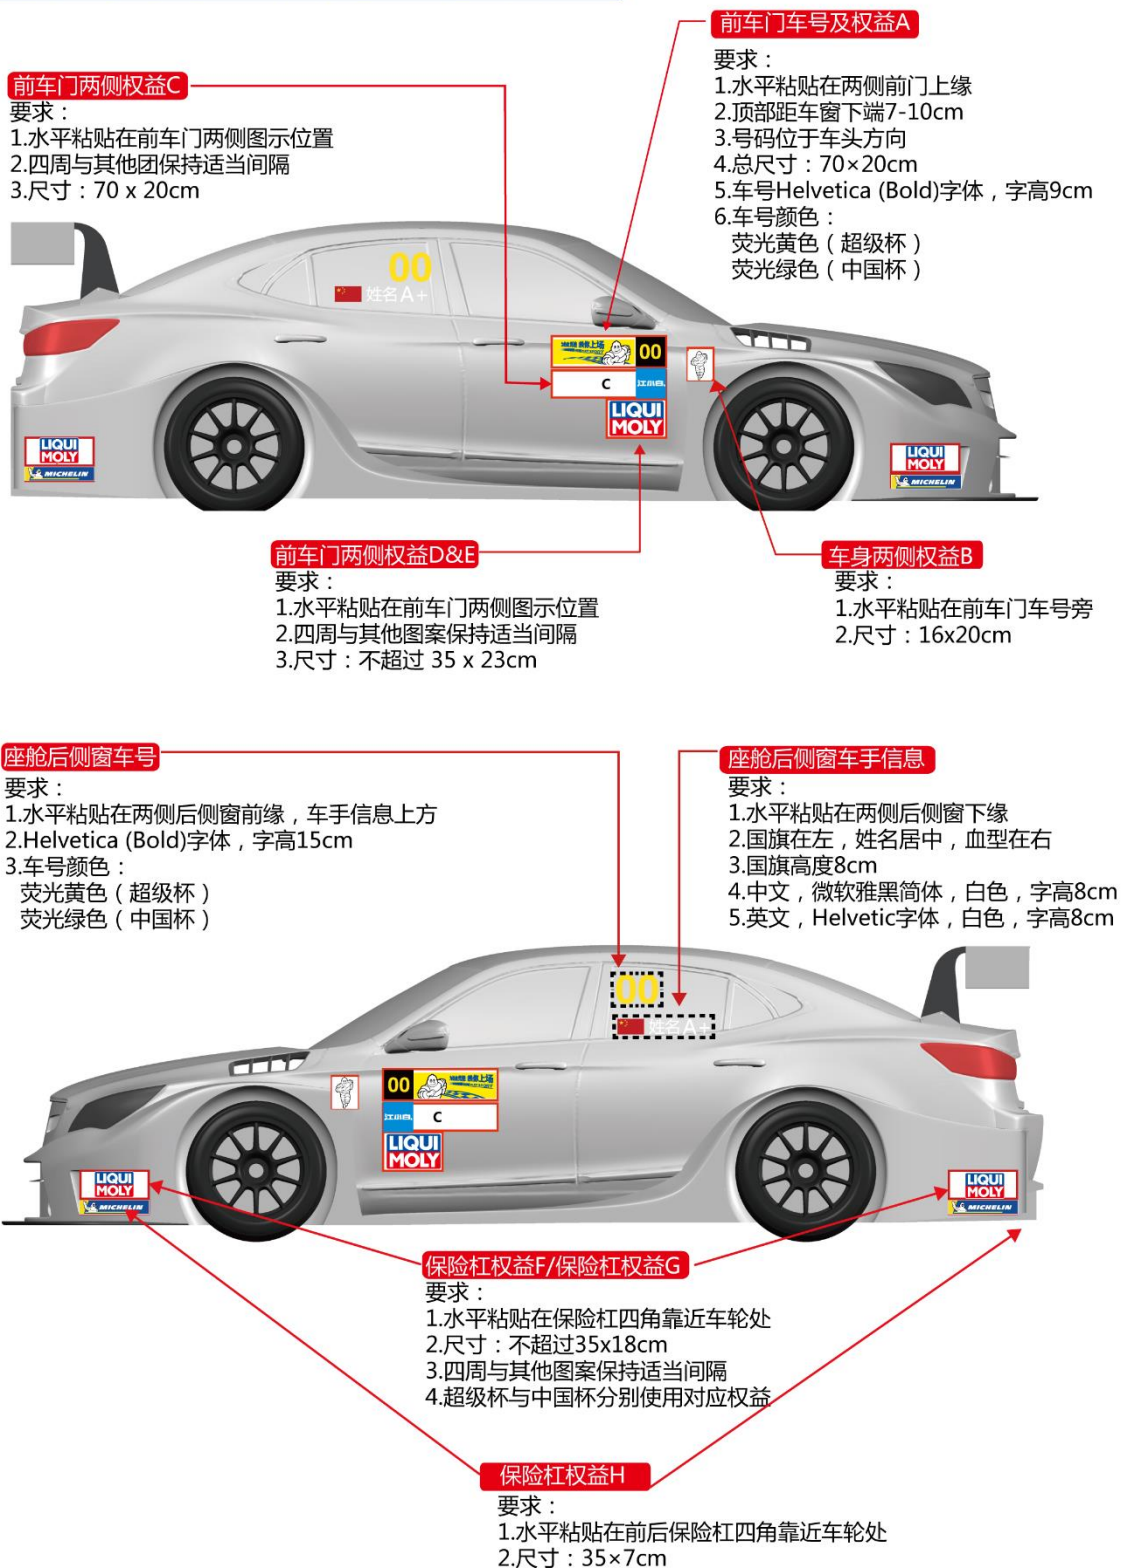 前车门车号及权益A
要求：
1.水平粘贴在两侧前门上缘
2.顶部距车窗下端7-10cm
3.号码位于车头方向
4.总尺寸：70×20cm
5.车号Helvetica (Bold)字体，字高9cm
6.车号颜色：
荧光黄色（超级杯）
荧光绿色（中国杯）
前车门两侧权益C
要求：
1.水平粘贴在前车门两侧图示位置
2.四周与其他团保持适当间隔
3.尺寸：70 x 20cm
00
姓名A+
00
C
江小白
LIQUI
MOLY
LIQUI
MOLY
MICHELIN
LIQUI
MOLY
MICHELIN
前车门两侧权益D&E
要求：
1.水平粘贴在前车门两侧图示位置
2.四周与其他图案保持适当间隔
3.尺寸：不超过 35 x 23cm
车身两侧权益B
要求：
1.水平粘贴在前车门车号旁
2.尺寸：16x20cm
座舱后侧窗车号
要求：
1.水平粘贴在两侧后侧窗前缘，车手信息上方
2.Helvetica (Bold)字体，字高15cm
3.车号颜色：
荧光黄色（超级杯）
荧光绿色（中国杯）
座舱后侧窗车手信息
要求：
1.水平粘贴在两侧后侧窗下缘
2.国旗在左，姓名居中，血型在右
3.国旗高度8cm
4.中文，微软雅黑简体，白色，字高8cm
5.英文，Helvetic字体，白色，字高8cm
00
姓名A+
00
江小白
C
LIQUI
MOLY
LIQUI
MOLY
MICHELIN
LIQUI
MOLY
MICHELIN
保险杠权益F/保险杠权益G
要求：
1.水平粘贴在保险杠四角靠近车轮处
2.尺寸：不超过35x18cm
3.四周与其他图案保持适当间隔
4.超级杯与中国杯分别使用对应权益
保险杠权益H
要求：
1.水平粘贴在前后保险杠四角靠近车轮处
2.尺寸：35×7cm